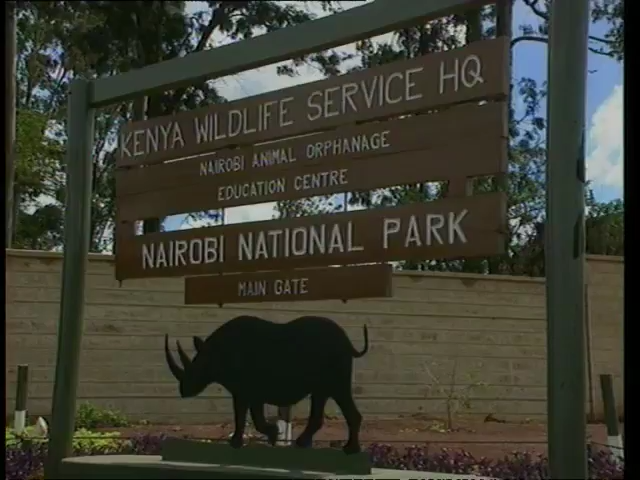 KENYA WILDLIFE SERVICE HQ
NAIROBI ANIMAL ORPHANAGE
EDUCATION CENTRE
NAIROBI NATIONAL PARK
MAIN GATE